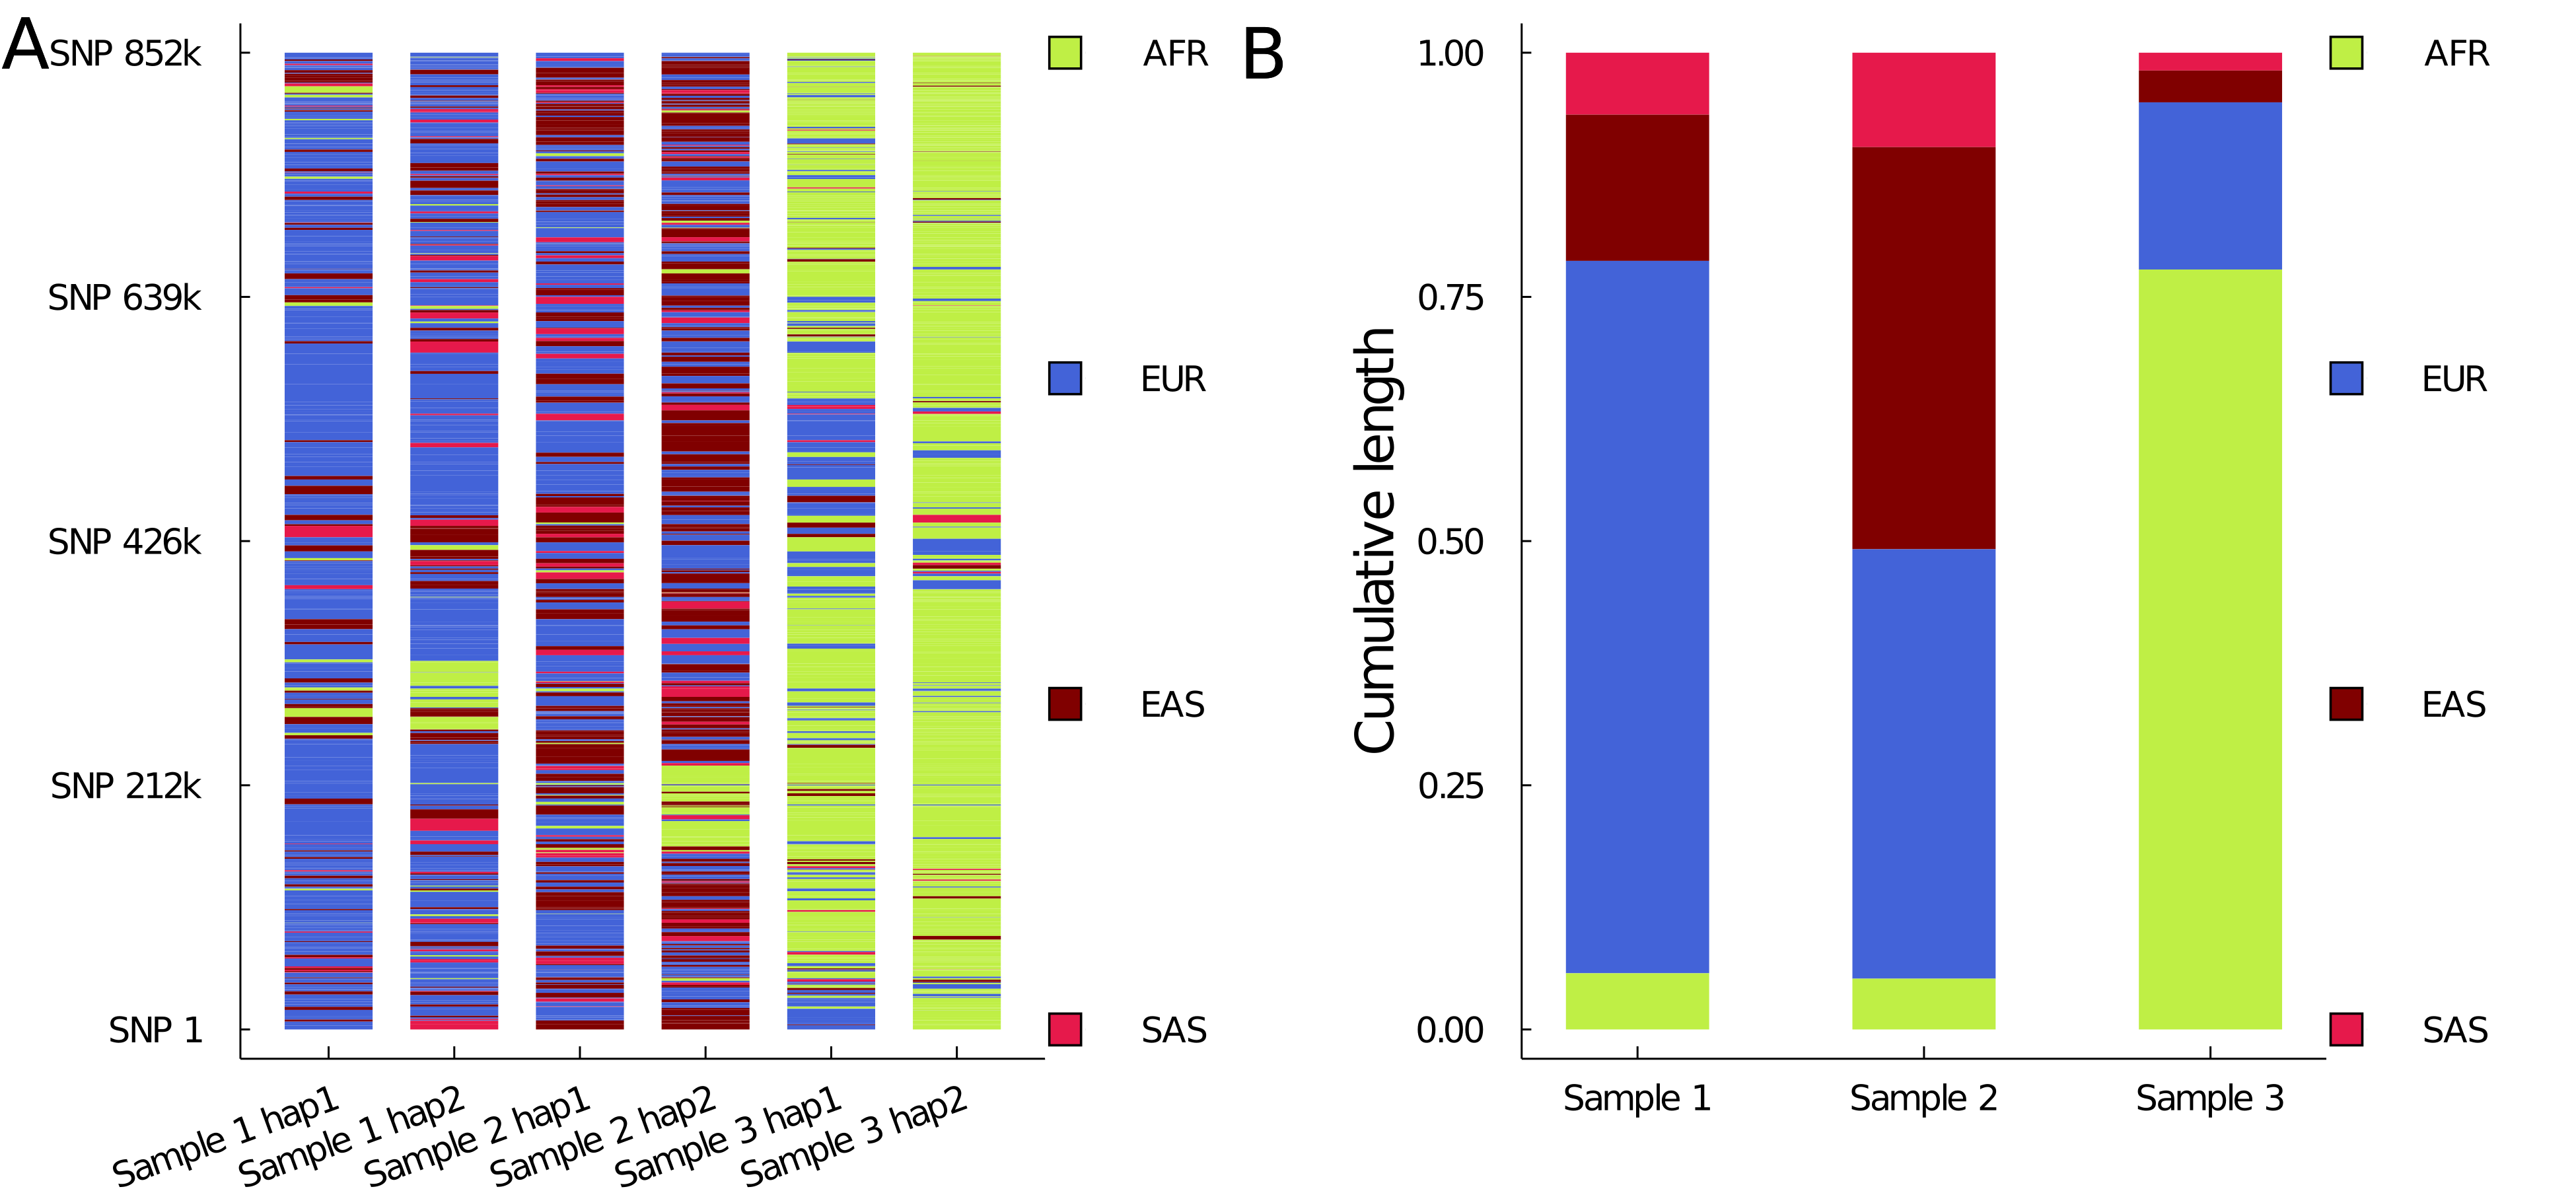 A
SNP 852k
SNP 639k
SNP 426k
SNP 212k
SNP 1
Sample 1 hap1
Sample 1 hap2
Sample 2 hap1
Sample 2 hap2
Sample 3 hap1
Sample 3 hap2
AFR
EUR
EAS
SAS
B
Cumulative length
1.00
0.75
0.50
0.25
0.00
Sample 1
Sample 2
Sample 3
AFR
EUR
EAS
SAS